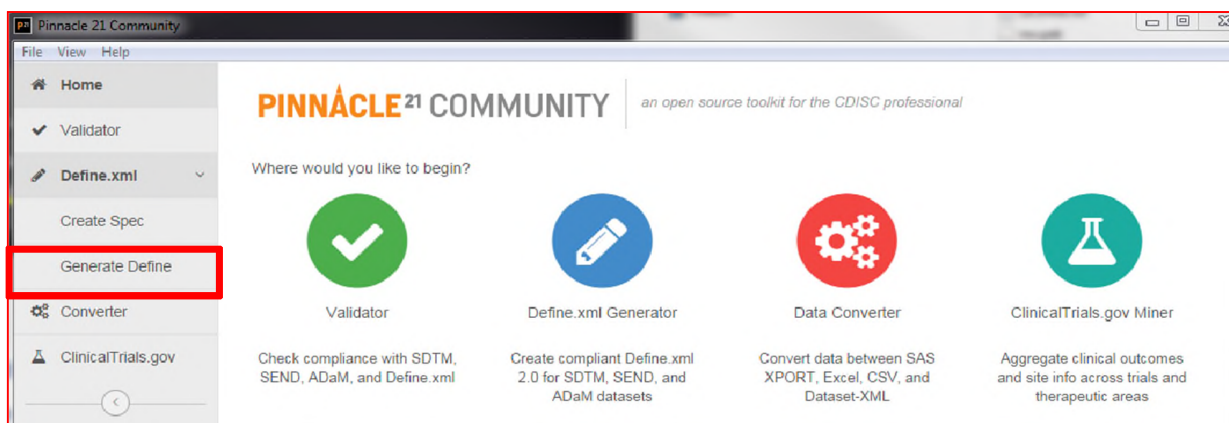 Pinnacle 21 Community
File View Help
Home
Validator
Define.xml
Create Spec
Generate Define
Converter
ClinicalTrials.gov
PINNACLE 21 COMMUNITY
an open source toolkit for the CDISC professional
Where would you like to begin?
Validator
Check compliance with SDTM,
SEND, ADaM, and Define.xml
Define.xml Generator
Create compliant Define.xml
2.0 for SDTM, SEND, and
ADaM datasets
Data Converter
Convert data between SAS
XPORT, Excel, CSV, and
Dataset-XML
ClinicalTrials.gov Miner
Aggregate clinical outcomes
and site info across trials and
therapeutic areas